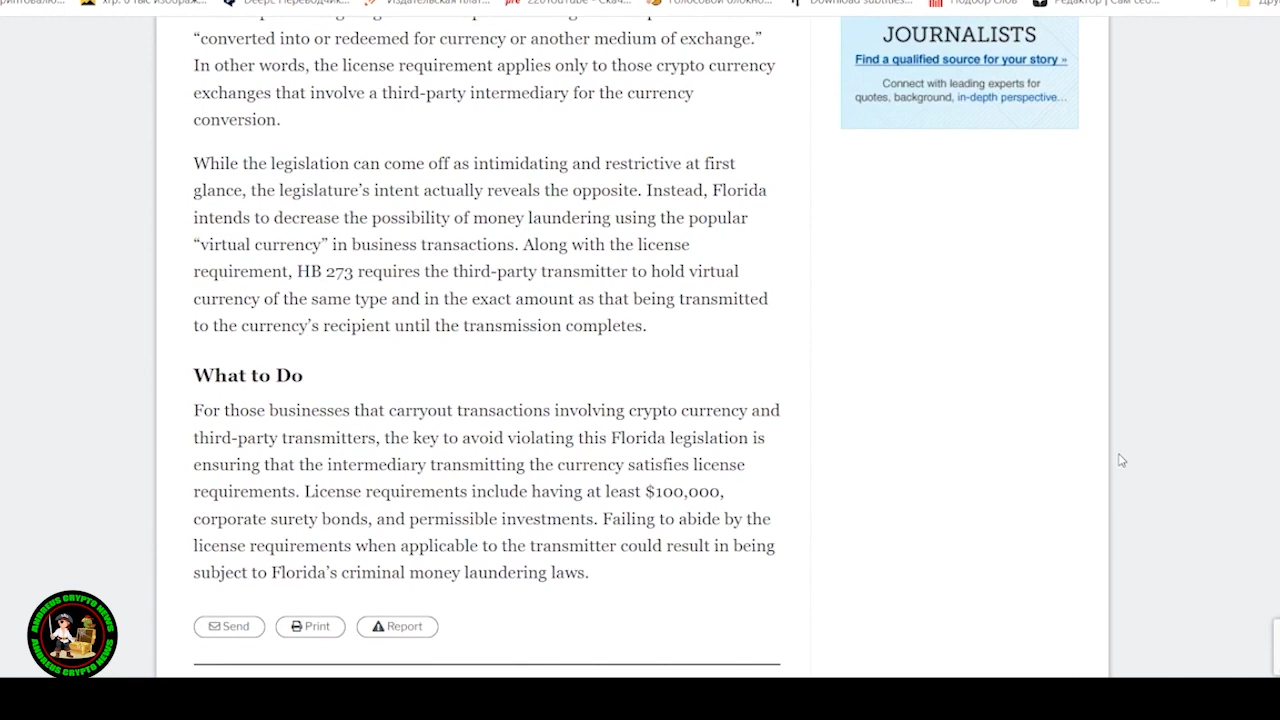 DeepL Переводчик...
Издательская плат...
Download subtitles...
Подбор слов
“converted into or redeemed for currency or another medium of exchange.”
In other words, the license requirement applies only to those crypto currency
exchanges that involve a third-party intermediary for the currency
conversion.
While the legislation can come off as intimidating and restrictive at first
glance, the legislature’s intent actually reveals the opposite. Instead, Florida
intends to decrease the possibility of money laundering using the popular
“virtual currency” in business transactions. Along with the license
requirement, HB 273 requires the third-party transmitter to hold virtual
currency of the same type and in the exact amount as that being transmitted
to the currency’s recipient until the transmission completes.
What to Do
For those businesses that carryout transactions involving crypto currency and
third-party transmitters, the key to avoid violating this Florida legislation is
ensuring that the intermediary transmitting the currency satisfies license
requirements. License requirements include having at least $100,000,
corporate surety bonds, and permissible investments. Failing to abide by the
license requirements when applicable to the transmitter could result in being
subject to Florida’s criminal money laundering laws.
Send
Print
Report
JOURNALISTS
Find a qualified source for your story »
Connect with leading experts for
quotes, background, in-depth perspective...
ANDREUS CRYPTO NEWS
ANDREUS CRYPTO NEWS